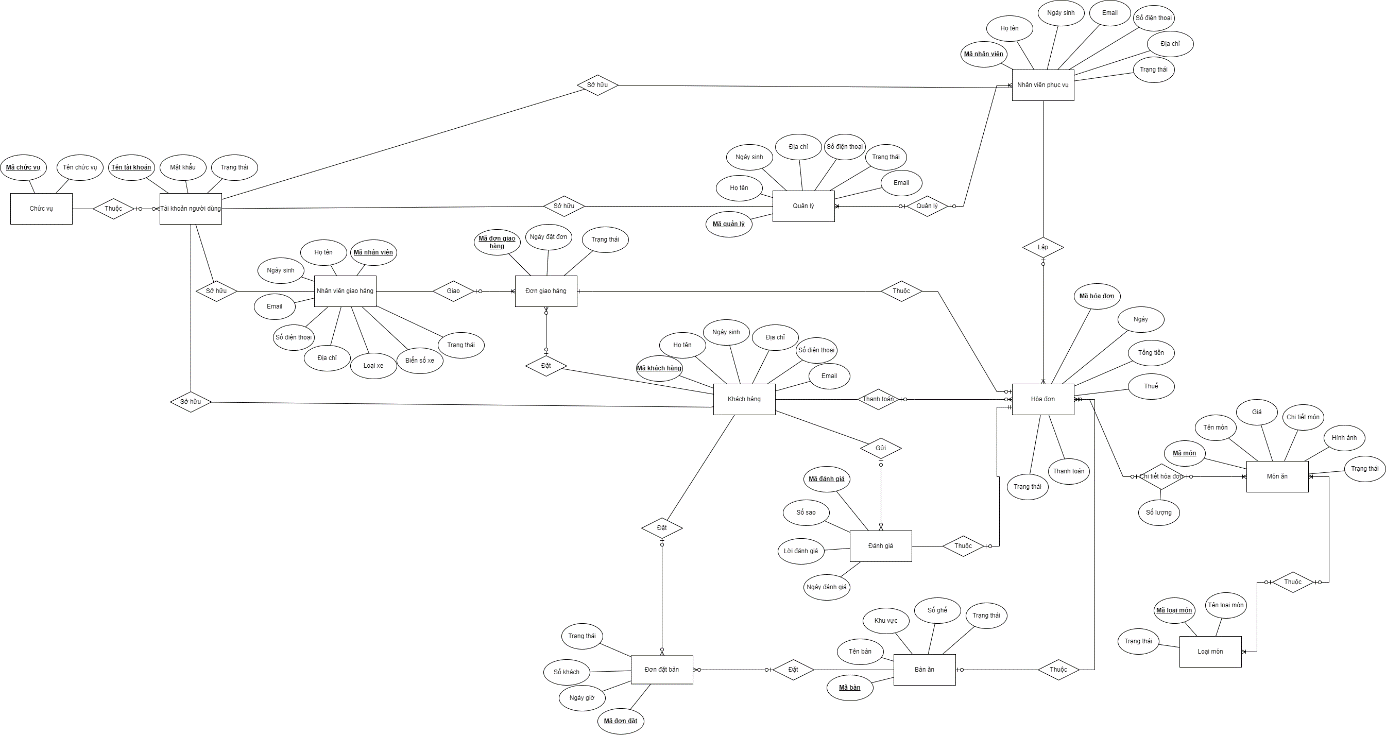 Ngày sinh
Email
Số điện thoại
Họ tên
Địa chỉ
Mã nhân viên
Trạng thái
Nhân viên phục vụ
Sở hữu
Mã chức vụ
Tên chức vụ
Tên tài khoản
Mật khẩu
Trạng thái
Chức vụ
Thuộc
Tài khoản người dùng
Sở hữu
Ngày sinh
Địa chỉ
Số điện thoại
Trạng thái
Họ tên
Email
Mã quản lý
Quản lý
Quản lý
Lập
Họ tên
Mã nhân viên
Ngày sinh
Email
Số điện thoại
Địa chỉ
Loại xe
Biển số xe
Trạng thái
Sở hữu
Nhân viên giao hàng
Giao
Mã đơn giao
hàng
Ngày đặt đơn
Trạng thái
Đơn giao hàng
Thuộc
Đặt
Mã hóa đơn
Ngày
Tổng tiền
Thuế
Hóa đơn
Trạng thái
Thanh toán
Họ tên
Ngày sinh
Địa chỉ
Số điện thoại
Mã khách hàng
Email
Sở hữu
Khách hàng
Thanh toán
Gửi
Mã đánh giá
Số sao
Lời đánh giá
Ngày đánh giá
Đánh giá
Thuộc
Tên món
Giá
Chi tiết món
Hình ảnh
Mã món
Trạng thái
Chi tiết hóa đơn
Món ăn
Số lượng
Đặt
Thuộc
Mã loại món
Tên loại món
Trạng thái
Loại món
Trạng thái
Số khách
Ngày giờ
Mã đơn đặt
Đơn đặt bàn
Đặt
Khu vực
Số ghế
Trạng thái
Tên bàn
Mã bàn
Bàn ăn
Thuộc